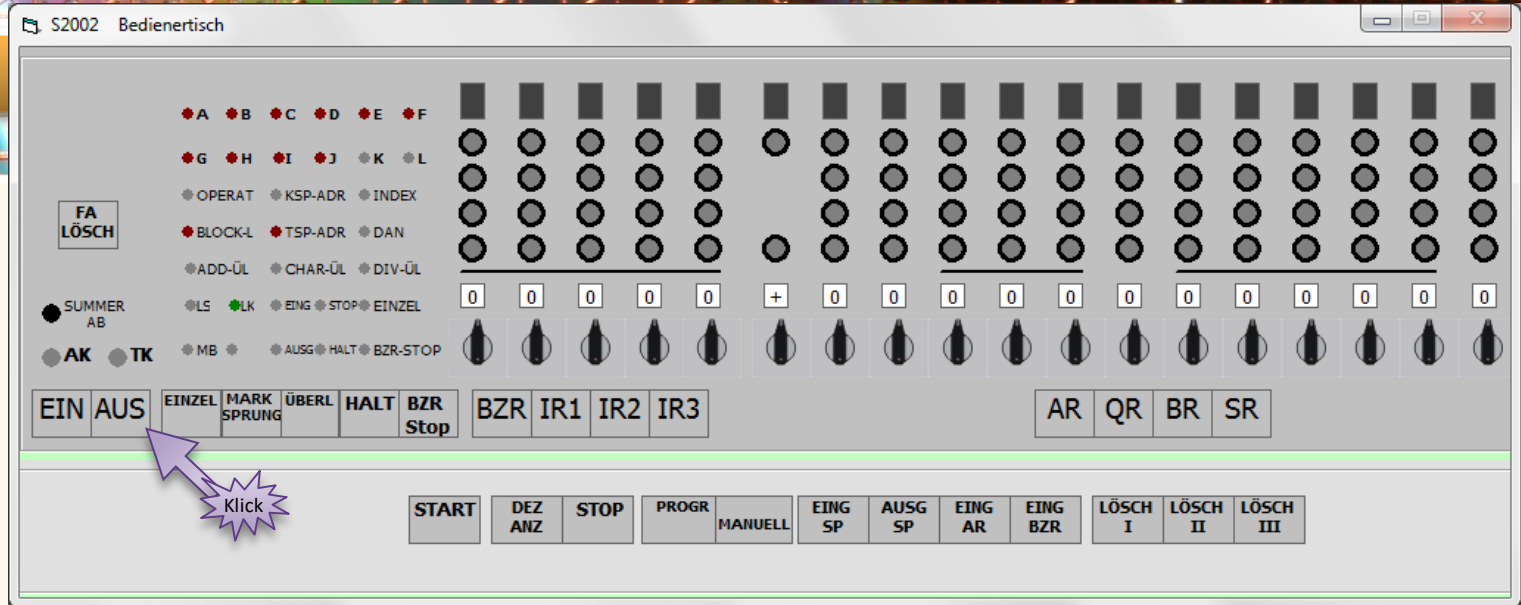 S2002 Bedienertisch
A B C D E F
G H I J K L
OPERAT KSP-ADR INDEX
FA
LÖSCH
BLOCK-L TSP-ADR DAN
ADD-ÜL CHAR-ÜL DIV-ÜL
0 0 0 0 0 + 0 0 0 0 0 0 0 0 0 0 0 0
SUMMER
AB
LS LK EING STOP EINZEL
AK TK
MB AUSG HALT BZR-STOP
EIN AUS
EINZEL
MARK
SPRUNG
ÜBERL
HALT
BZR
Stop
BZR IR1 IR2 IR3
AR QR BR SR
Klick
START
DEZ
ANZ
STOP
PROGR
MANUELL
EING
SP
AUSG
SP
EING
AR
EING
BZR
LÖSCH
I
LÖSCH
II
LÖSCH
III